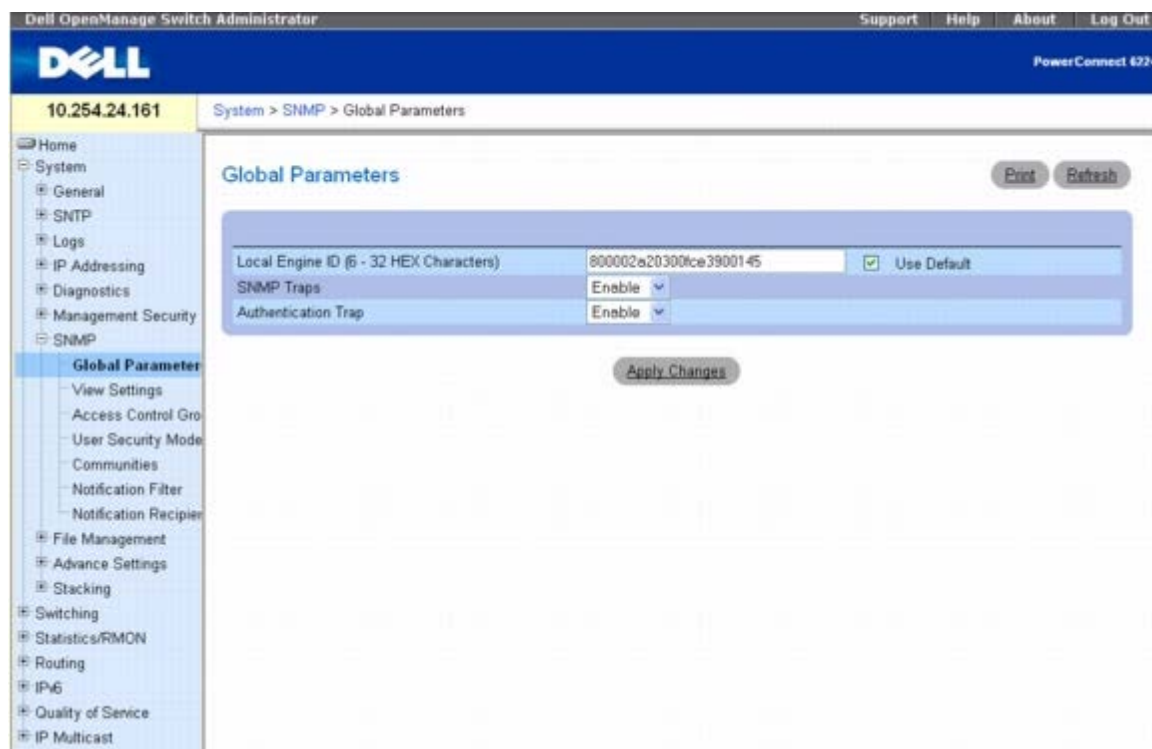 Dell OpenManage Switch Administrator
Support Help About Log Out
DELL
PowerConnect 622
10.254.24.161
System > SNMP > Global Parameters
Home
System
General
SNTP
Logs
IP Addressing
Diagnostics
Management Security
SNMP
Global Parameter
View Settings
Access Control Gro
User Security Mode
Communities
Notification Filter
Notification Recipien
File Management
Advance Settings
Stacking
Switching
Statistics/RMON
Routing
IPv6
Quality of Service
IP Multicast
Global Parameters
Print Refresh
Local Engine ID (6 - 32 HEX Characters) 800002a20300fce3900145 Use Default
SNMP Traps Enable
Authentication Trap Enable
Apply Changes